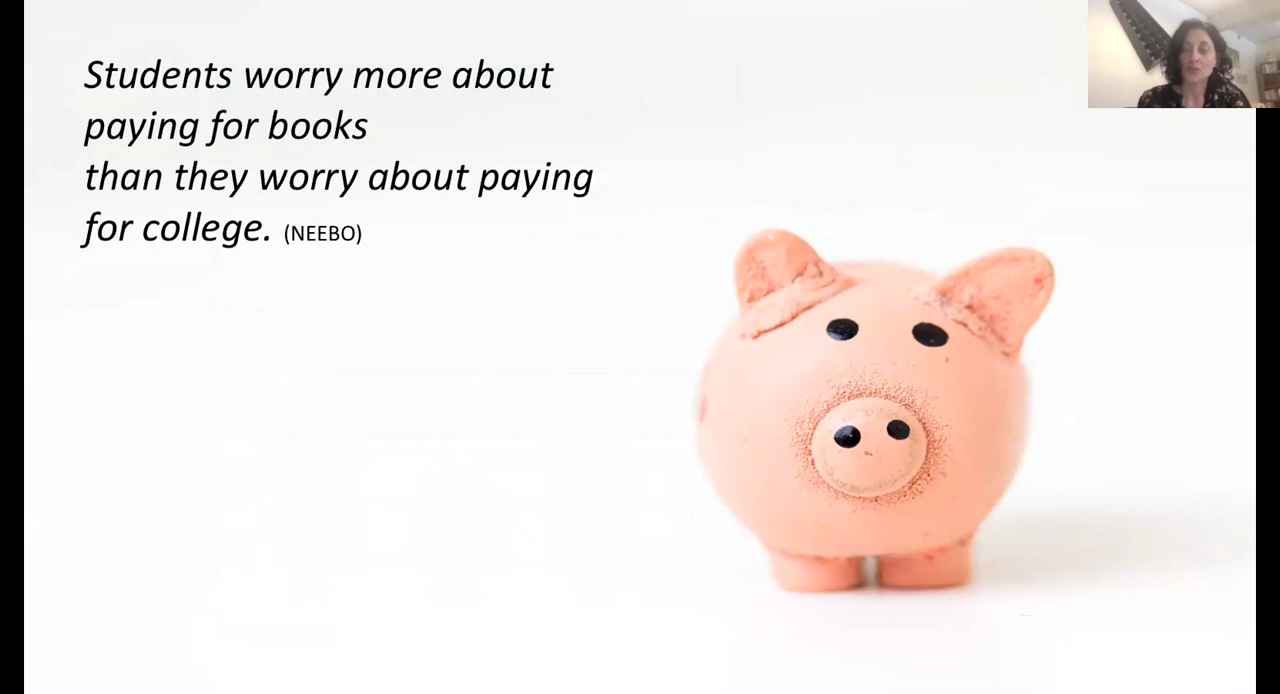 Students worry more about
paying for books
than they worry about paying
for college. (NEEBO)